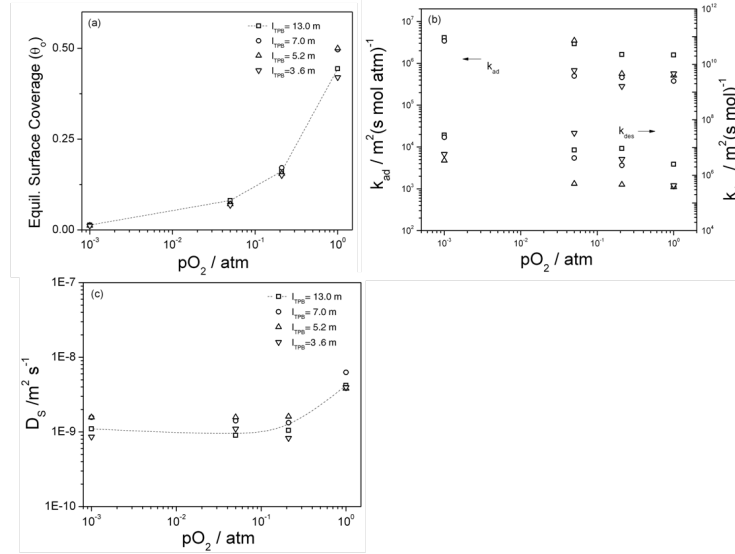 (a)
l_TPB = 13.0 m
l_TPB = 7.0 m
l_TPB = 5.2 m
l_TPB =3 .6 m
Equil. Surface Coverage (θ_o)
0.50
0.25
0.00
10^-3
10^-2
10^-1
10^0
pO_2 / atm
(b)
k_ad
k_des
k_ad / m^2(s mol atm)^-1
10^7
10^6
10^5
10^4
10^3
10^2
10^12
10^10
10^8
10^6
10^4
k / m^2(s mol)^-1
10^-3
10^-2
10^-1
10^0
pO_2 / atm
(c)
l_TPB = 13.0 m
l_TPB = 7.0 m
l_TPB = 5.2 m
l_TPB =3 .6 m
D_S /m^2 s^-1
1E-7
1E-8
1E-9
1E-10
10^-3
10^-2
10^-1
10^0
pO_2 / atm